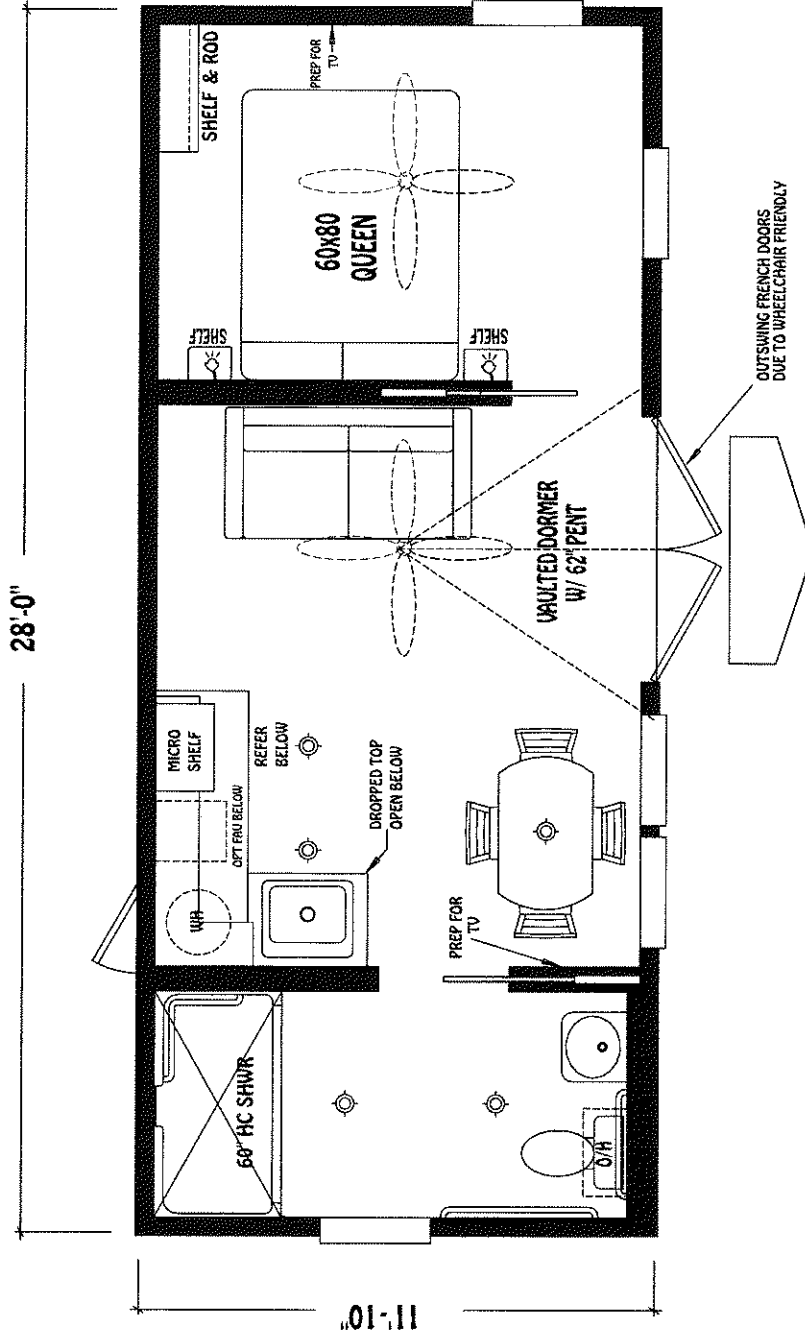 28'-0"
11'-10"
SHELF & ROD
PREP FOR
TV
60x80
QUEEN
SHELF
SHELF
OUTSWING FRENCH DOORS
DUE TO WHEELCHAIR FRIENDLY
VAULTED DORMER
W/ 62" PENT
MICRO
SHELF
REFER
BELOW
OPT FAU BELOW
WH
DROPPED TOP
OPEN BELOW
PREP FOR
TV
60" HC SHWR
O/H